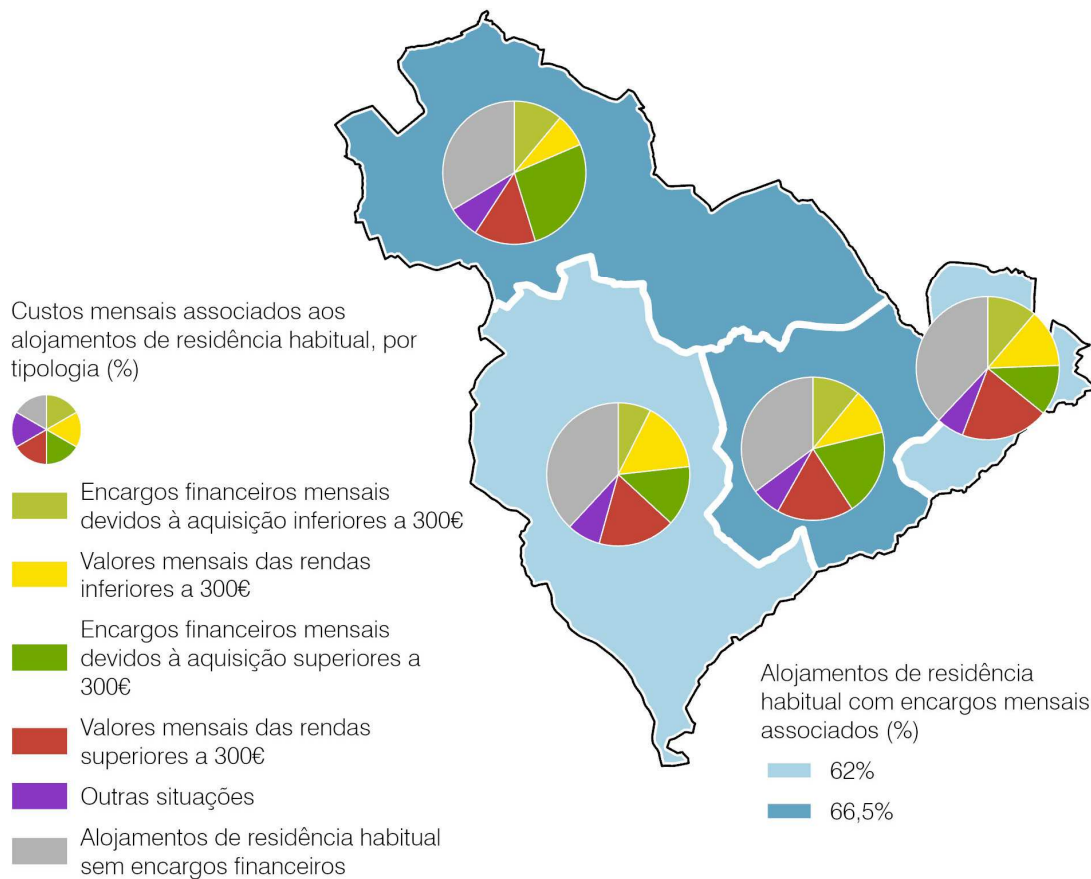 Custos mensais associados aos
alojamentos de residência habitual, por
tipologia (%)
Encargos financeiros mensais
devidos à aquisição inferiores a 300€
Valores mensais das rendas
inferiores a 300€
Encargos financeiros mensais
devidos à aquisição superiores a
300€
Valores mensais das rendas
superiores a 300€
Outras situações
Alojamentos de residência habitual
sem encargos financeiros
Alojamentos de residência
habitual com encargos mensais
associados (%)
62%
66,5%